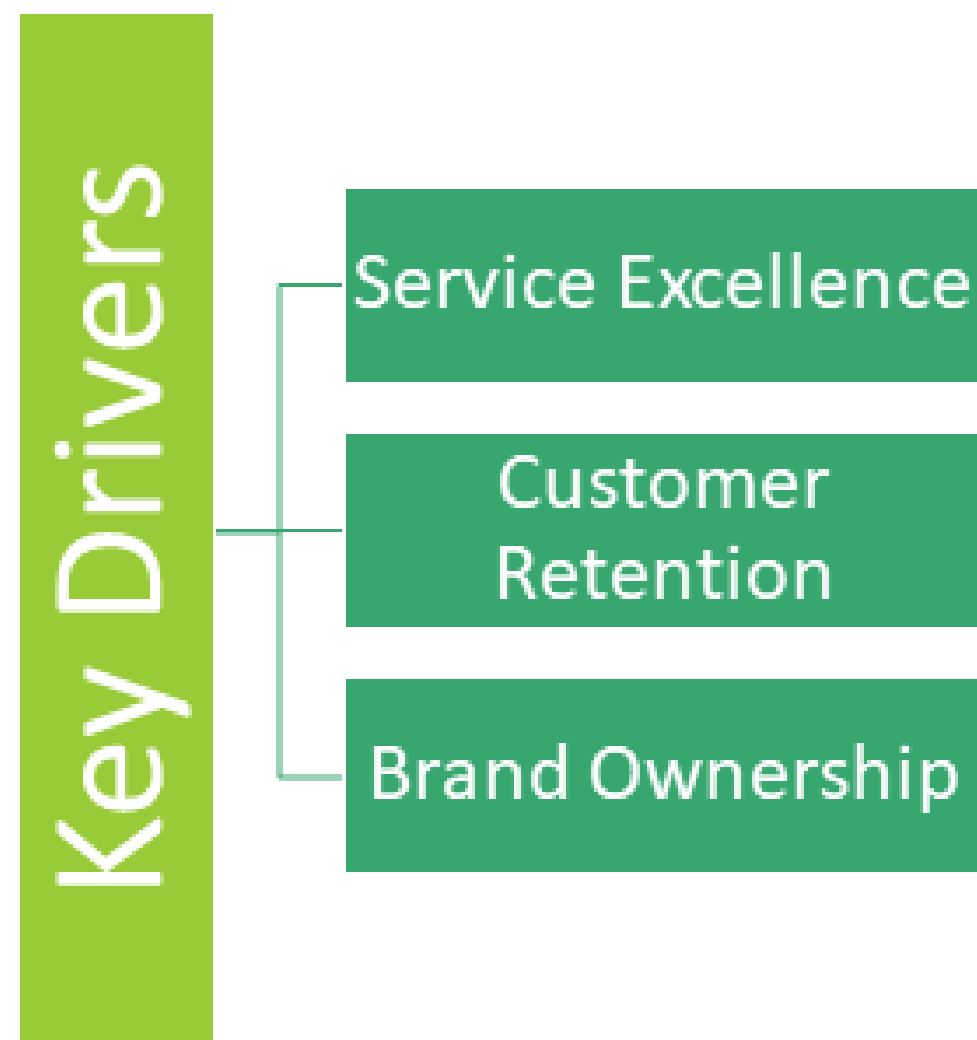 Key Drivers
Service Excellence
Customer
Retention
Brand Ownership